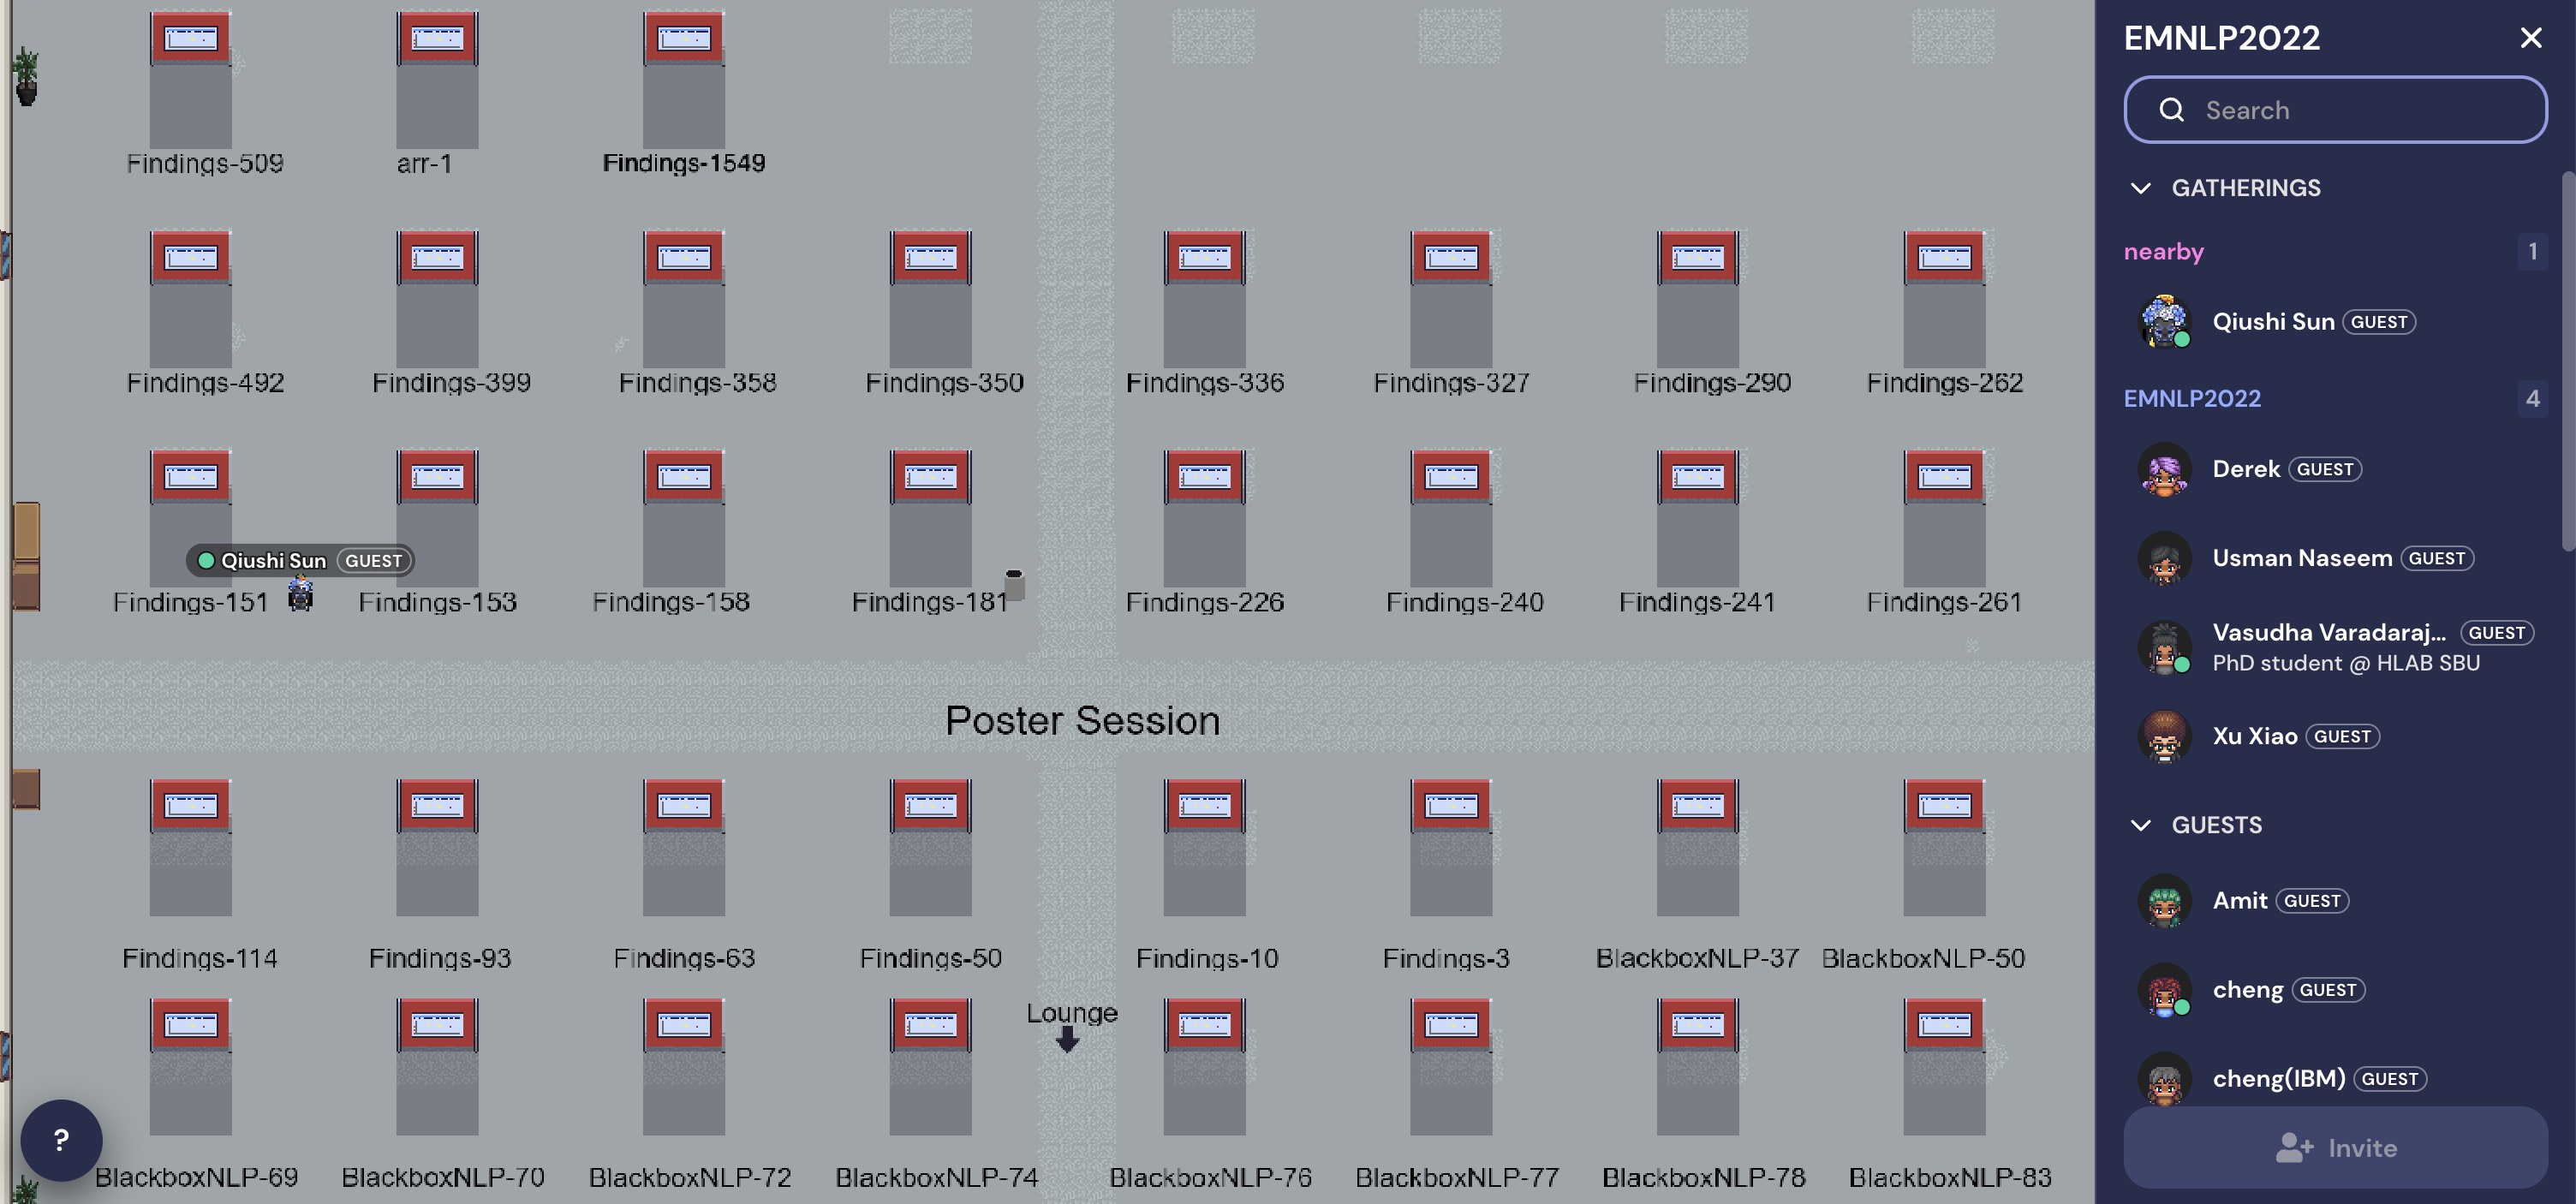 Findings-509 arr-1 Findings-1549
Findings-492 Findings-399 Findings-358 Findings-350 Findings-336 Findings-327 Findings-290 Findings-262
Qiushi Sun GUEST
Findings-151 Findings-153 Findings-158 Findings-181 Findings-226 Findings-240 Findings-241 Findings-261
Poster Session
Findings-114 Findings-93 Findings-63 Findings-50 Findings-10 Findings-3 BlackboxNLP-37 BlackboxNLP-50
Lounge
?
BlackboxNLP-69 BlackboxNLP-70 BlackboxNLP-72 BlackboxNLP-74 BlackboxNLP-76 BlackboxNLP-77 BlackboxNLP-78 BlackboxNLP-83
EMNLP2022
Search
GATHERINGS
nearby 1
Qiushi Sun GUEST
EMNLP2022 4
Derek GUEST
Usman Naseem GUEST
Vasudha Varadaraj... GUEST
PhD student @ HLAB SBU
Xu Xiao GUEST
GUESTS
Amit GUEST
cheng GUEST
cheng(IBM) GUEST
Invite